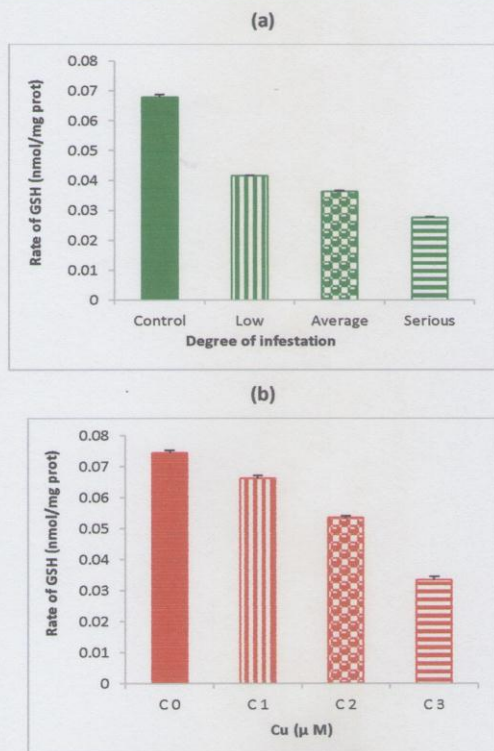 (a)
Rate of GSH (nmol/mg prot)
0.08
0.07
0.06
0.05
0.04
0.03
0.02
0.01
0
Control Low Average Serious
Degree of infestation
(b)
Rate of GSH (nmol/mg prot)
0.08
0.07
0.06
0.05
0.04
0.03
0.02
0.01
0
C 0 C 1 C 2 C 3
Cu (µ M)